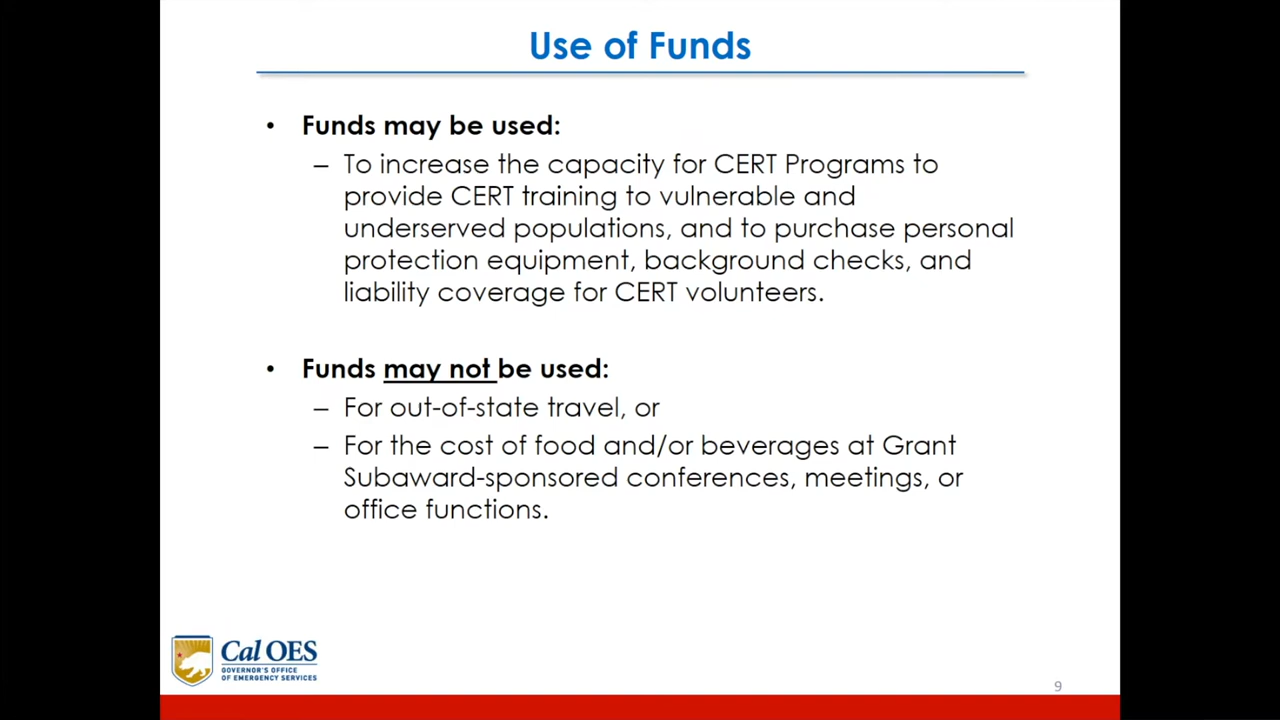 Use of Funds
• Funds may be used:
– To increase the capacity for CERT Programs to
provide CERT training to vulnerable and
underserved populations, and to purchase personal
protection equipment, background checks, and
liability coverage for CERT volunteers.
• Funds may not be used:
– For out-of-state travel, or
– For the cost of food and/or beverages at Grant
Subaward-sponsored conferences, meetings, or
office functions.
Cal OES
GOVERNOR'S OFFICE
OF EMERGENCY SERVICES
9